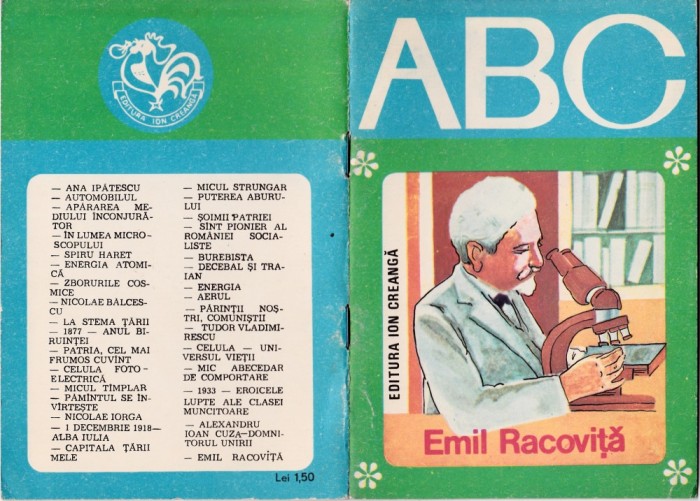 EDITURA ION CREANGĂ
— ANA IPĂTESCU
— AUTOMOBILUL
— APĂRAREA ME-
DIULUI ÎNCONJURĂ-
TOR
— ÎN LUMEA MICRO-
SCOPULUI
— SPIRU HARET
— ENERGIA ATOMI-
CĂ
— ZBORURILE COS-
MICE
— NICOLAE BĂLCES-
CU
— LA STEMA ȚĂRII
— 1877 — ANUL BI-
RUINȚEI
— PATRIA, CEL MAI
FRUMOS CUVÎNT
— CELULA FOTO-
ELECTRICĂ
— MICUL TÎMPLAR
— PĂMÎNTUL SE ÎN-
VÎRTEȘTE
— NICOLAE IORGA
— 1 DECEMBRIE 1918—
ALBA IULIA
— CAPITALA ȚĂRII
MELE
— MICUL STRUNGAR
— PUTEREA ABURU-
LUI
— ȘOIMII PATRIEI
— SÎNT PIONIER AL
ROMÂNIEI SOCIA-
LISTE
— BUREBISTA
— DECEBAL ȘI TRA-
IAN
— ENERGIA
— AERUL
— PĂRINȚII NOȘ-
TRI, COMUNIȘTII
— TUDOR VLADIMI-
RESCU
— CELULA — UNI-
VERSUL VIEȚII
— MIC ABECEDAR
DE COMPORTARE
— 1933 — EROICELE
LUPTE ALE CLASEI
MUNCITOARE
— ALEXANDRU
IOAN CUZA—DOMNI-
TORUL UNIRII
— EMIL RACOVIȚĂ
Lei 1,50
ABC
EDITURA ION CREANGĂ
Emil Racoviță